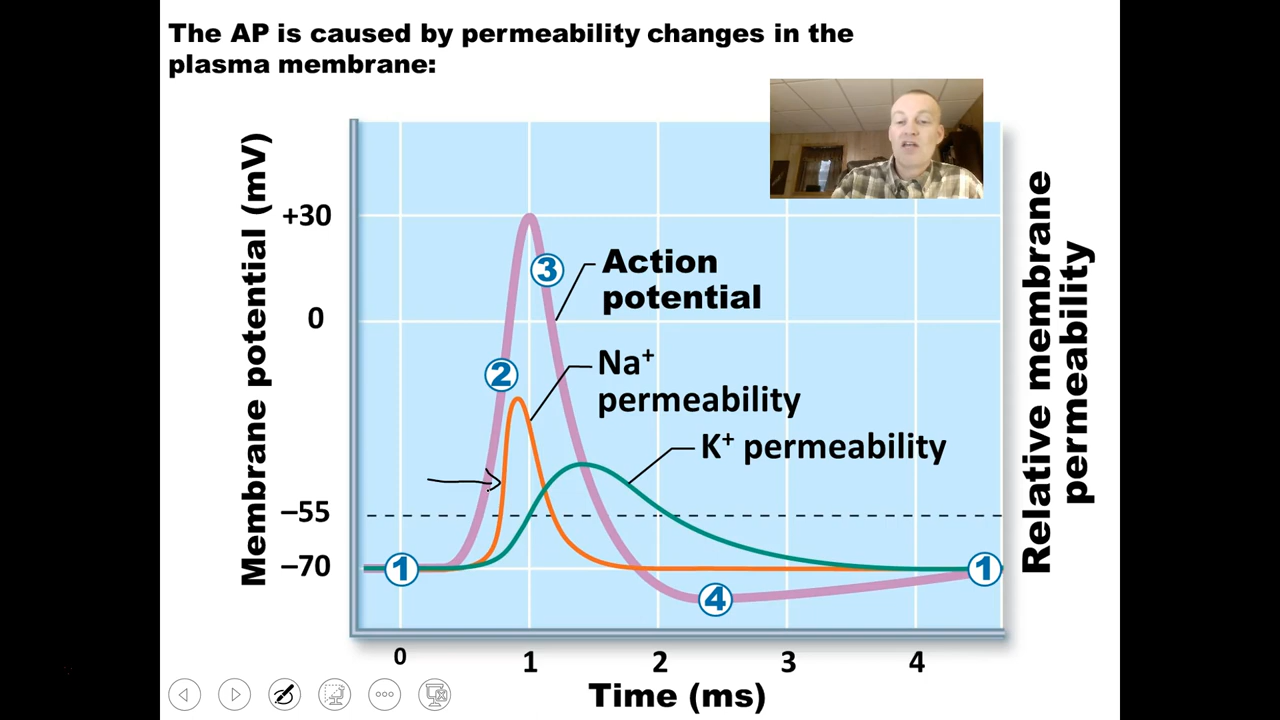 The AP is caused by permeability changes in the
plasma membrane:
Membrane potential (mV)
+30
0
–55
–70
3
Action
potential
2
Na⁺
permeability
K⁺ permeability
1
4
1
Relative membrane
permeability
0
1
2
3
4
Time (ms)